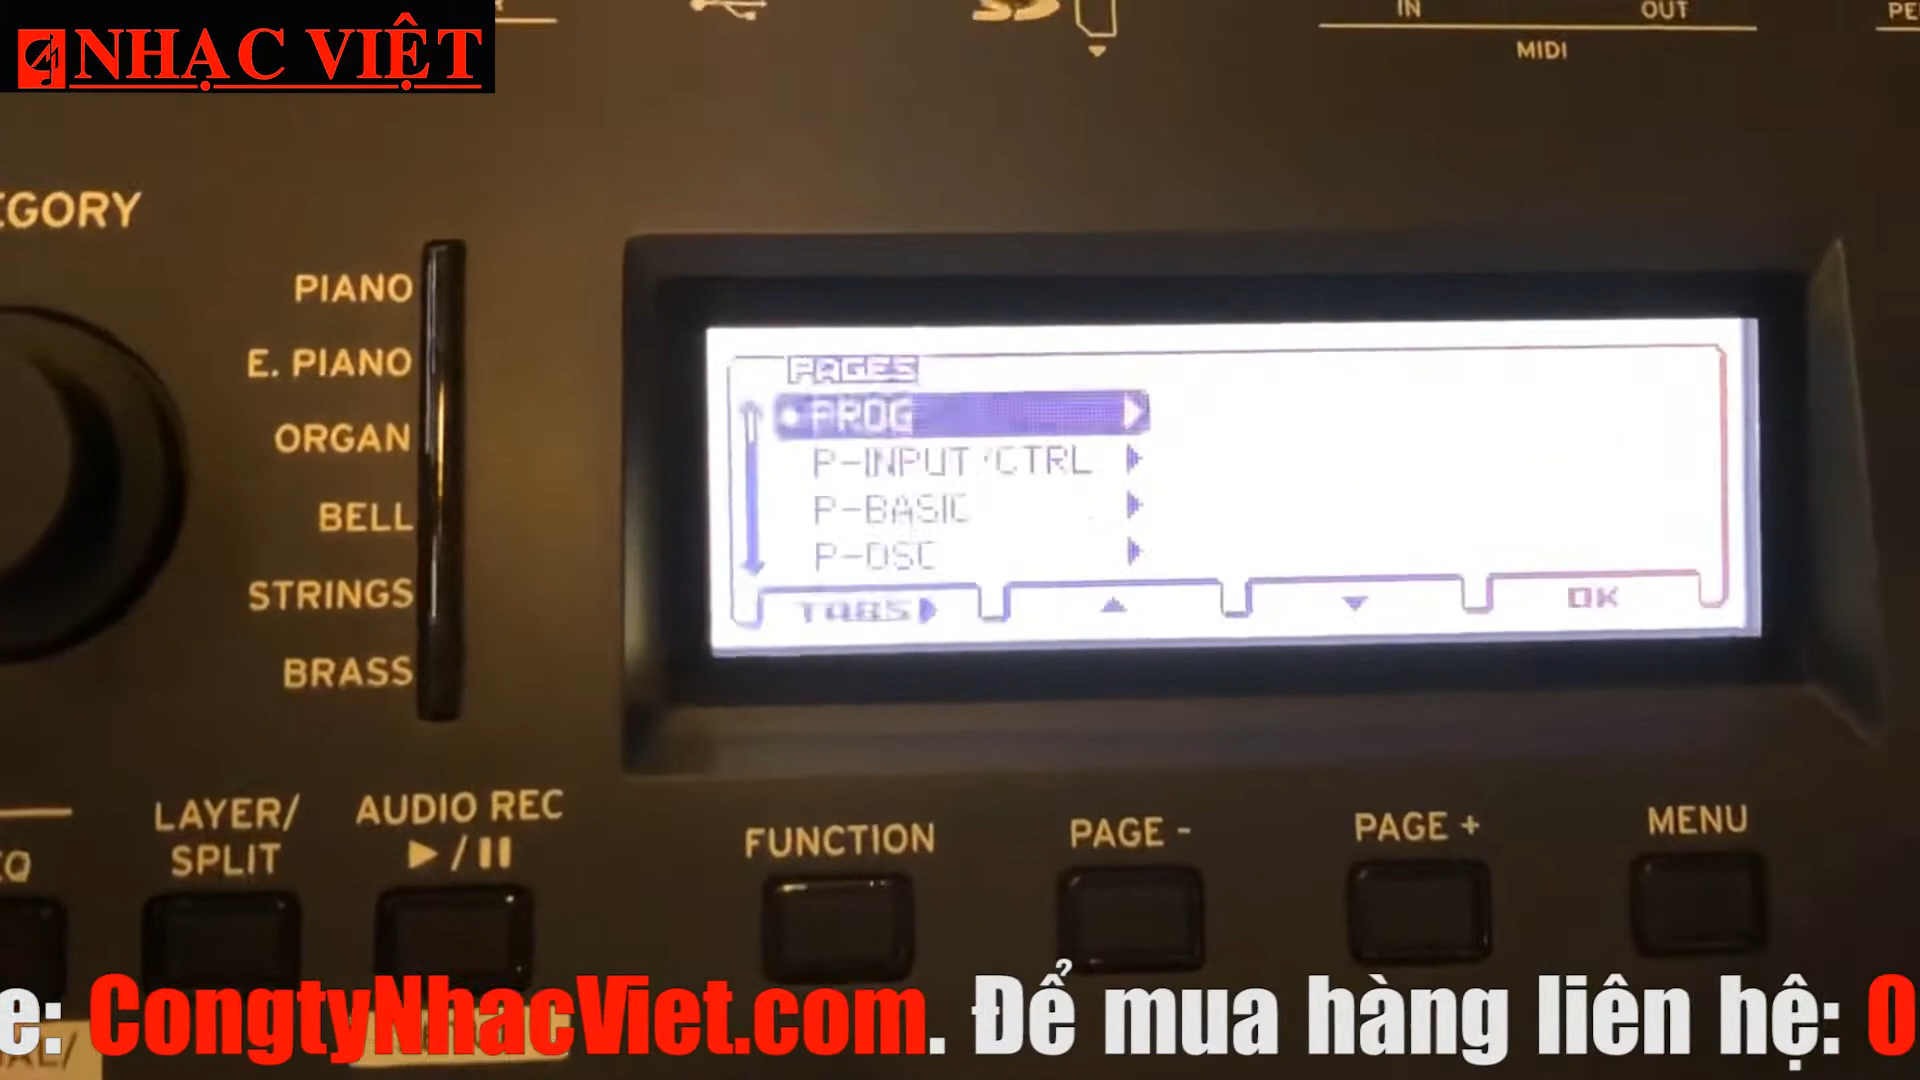 NHẠC VIỆT
SD
IN
OUT
MIDI
PIANO
E. PIANO
ORGAN
BELL
STRINGS
BRASS
PAGES
PROG
P-INPUT/CTRL
P-BASIC
P-OSC
TABS
OK
LAYER/
SPLIT
AUDIO REC
FUNCTION
PAGE -
PAGE +
MENU
e: CongtyNhacViet.com. Để mua hàng liên hệ: 0